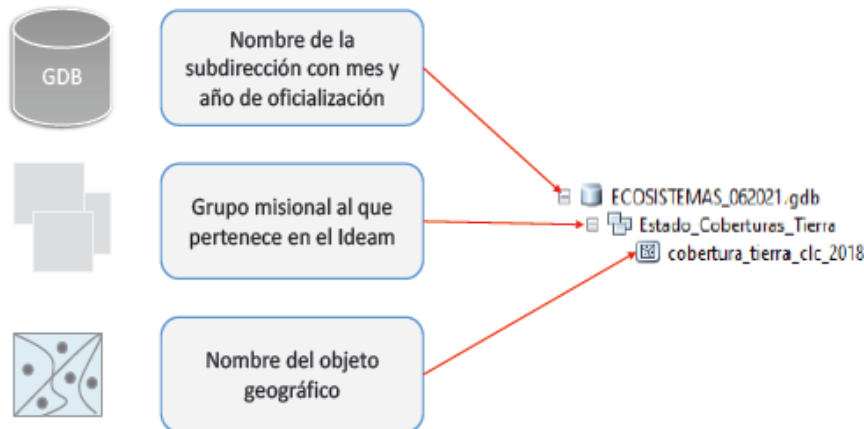 GDB
Nombre de la
subdirección con mes y
año de oficialización
Grupo misional al que
pertenece en el Ideam
Nombre del objeto
geográfico
ECOSISTEMAS_062021.gdb
Estado_Coberturas_Tierra
cobertura_tierra_clc_2018